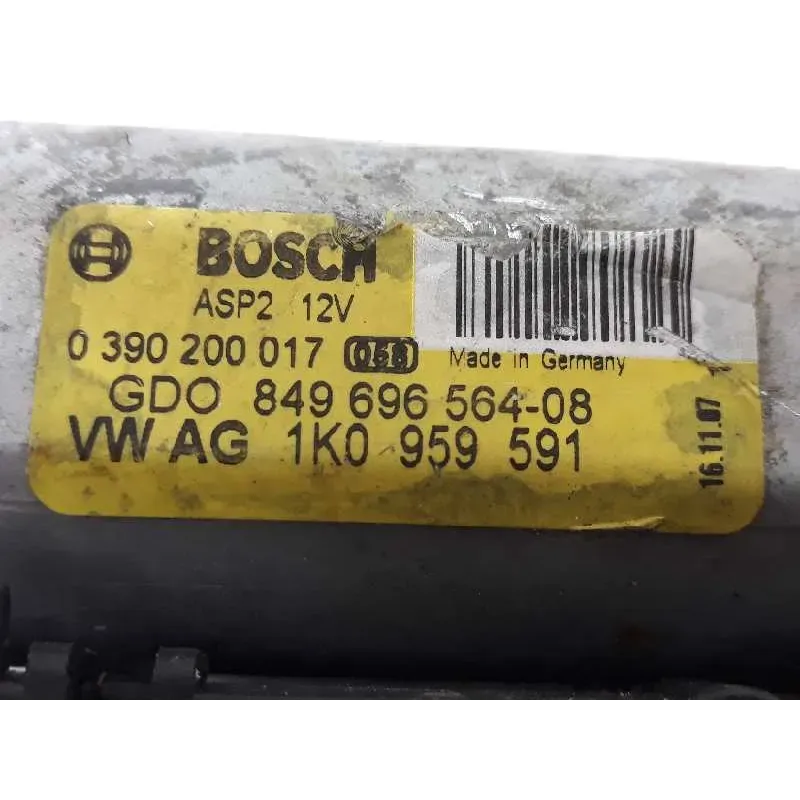 BOSCH
ASP2 12V
0 390 200 017 058
Made in Germany
GDO 849 696 564-08
VW AG 1K0 959 591
16.11.07